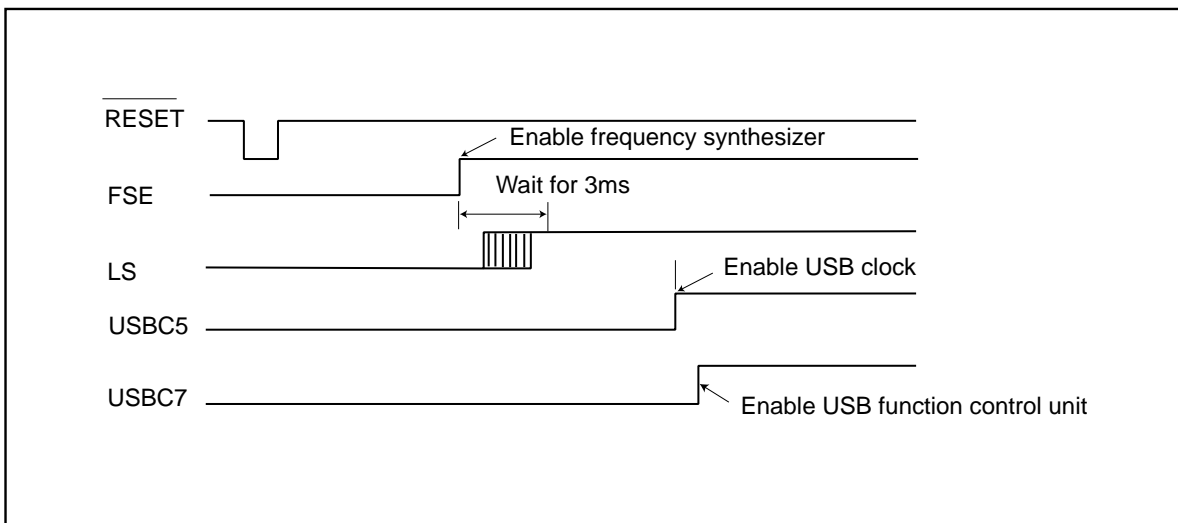 RESET
Enable frequency synthesizer
FSE
Wait for 3ms
LS
Enable USB clock
USBC5
USBC7
Enable USB function control unit